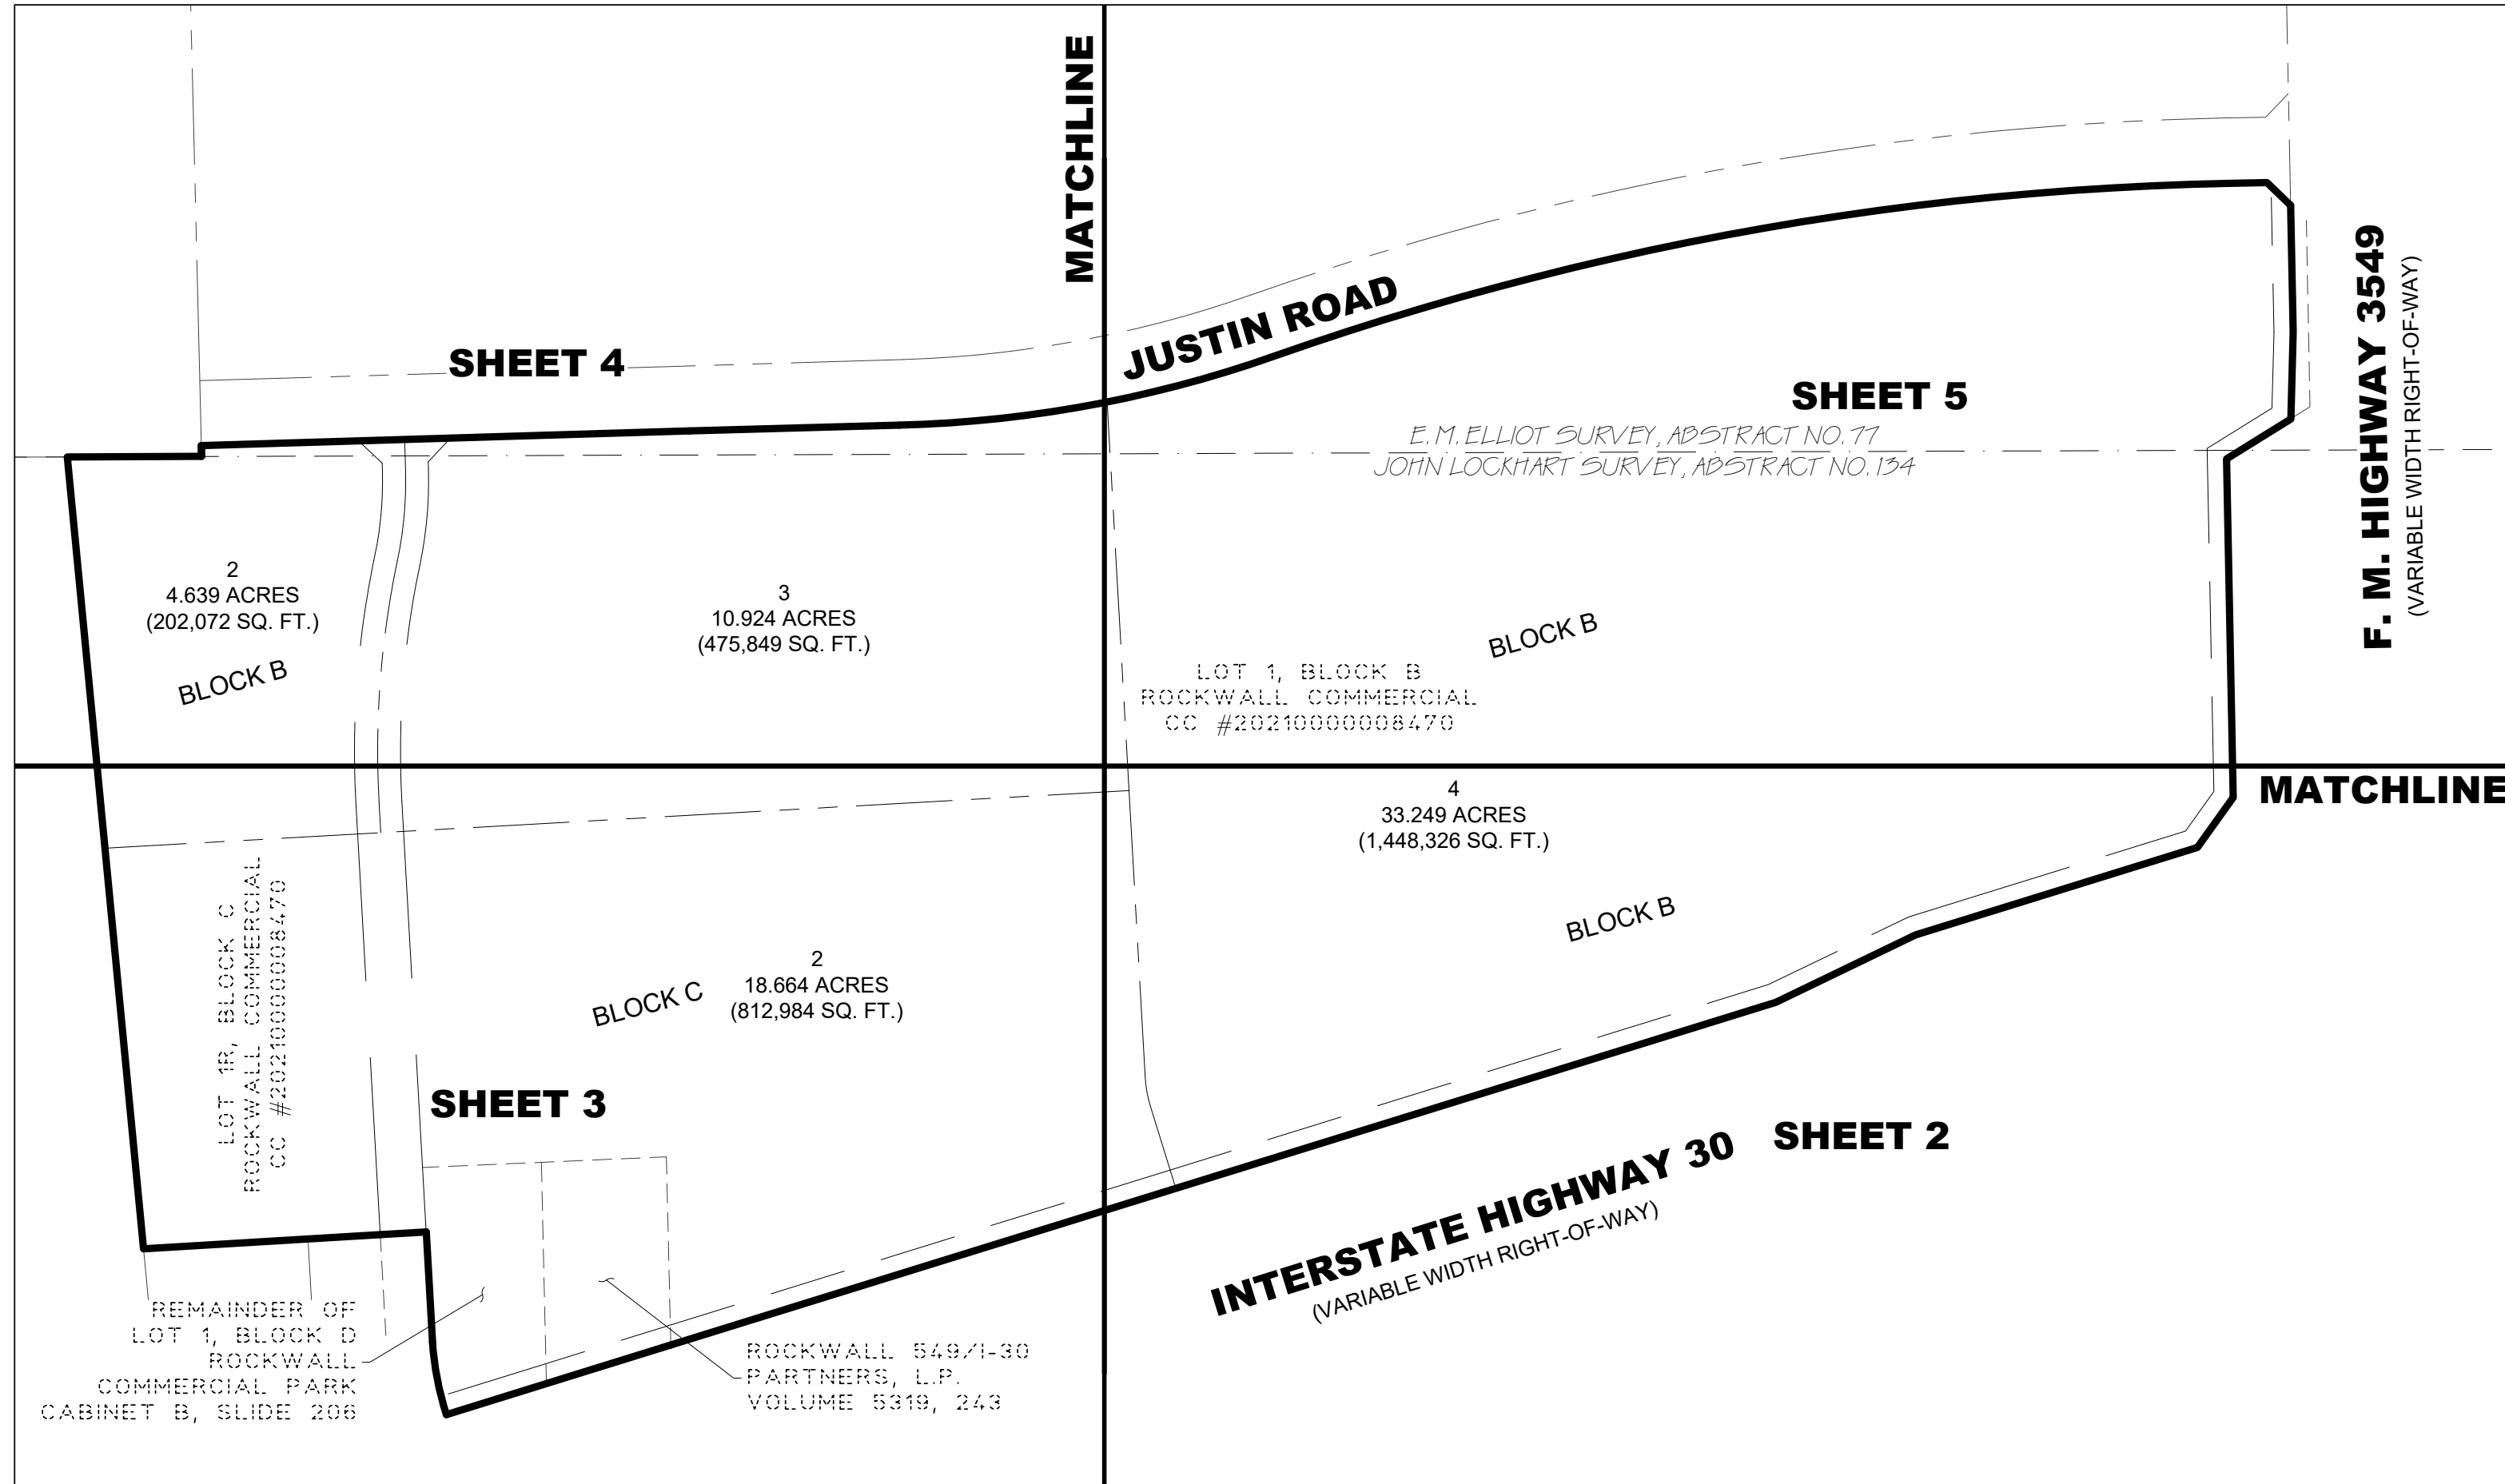 MATCHLINE
JUSTIN ROAD
SHEET 4
SHEET 5
E. M. ELLIOT SURVEY, ABSTRACT NO. 77
JOHN LOCKHART SURVEY, ABSTRACT NO. 134
F. M. HIGHWAY 3549
(VARIABLE WIDTH RIGHT-OF-WAY)
2
4.639 ACRES
(202,072 SQ. FT.)
BLOCK B
3
10.924 ACRES
(475,849 SQ. FT.)
BLOCK B
LOT 1, BLOCK B
ROCKWALL COMMERCIAL
CC #20210000008470
MATCHLINE
4
33.249 ACRES
(1,448,326 SQ. FT.)
BLOCK B
LOT 1R, BLOCK C
ROCKWALL COMMERCIAL
CC #20210000008470
BLOCK C
2
18.664 ACRES
(812,984 SQ. FT.)
SHEET 3
SHEET 2
INTERSTATE HIGHWAY 30
(VARIABLE WIDTH RIGHT-OF-WAY)
REMAINDER OF
LOT 1, BLOCK D
ROCKWALL
COMMERCIAL PARK
CABINET B, SLIDE 206
ROCKWALL 549/I-30
PARTNERS, L.P.
VOLUME 5319, 243